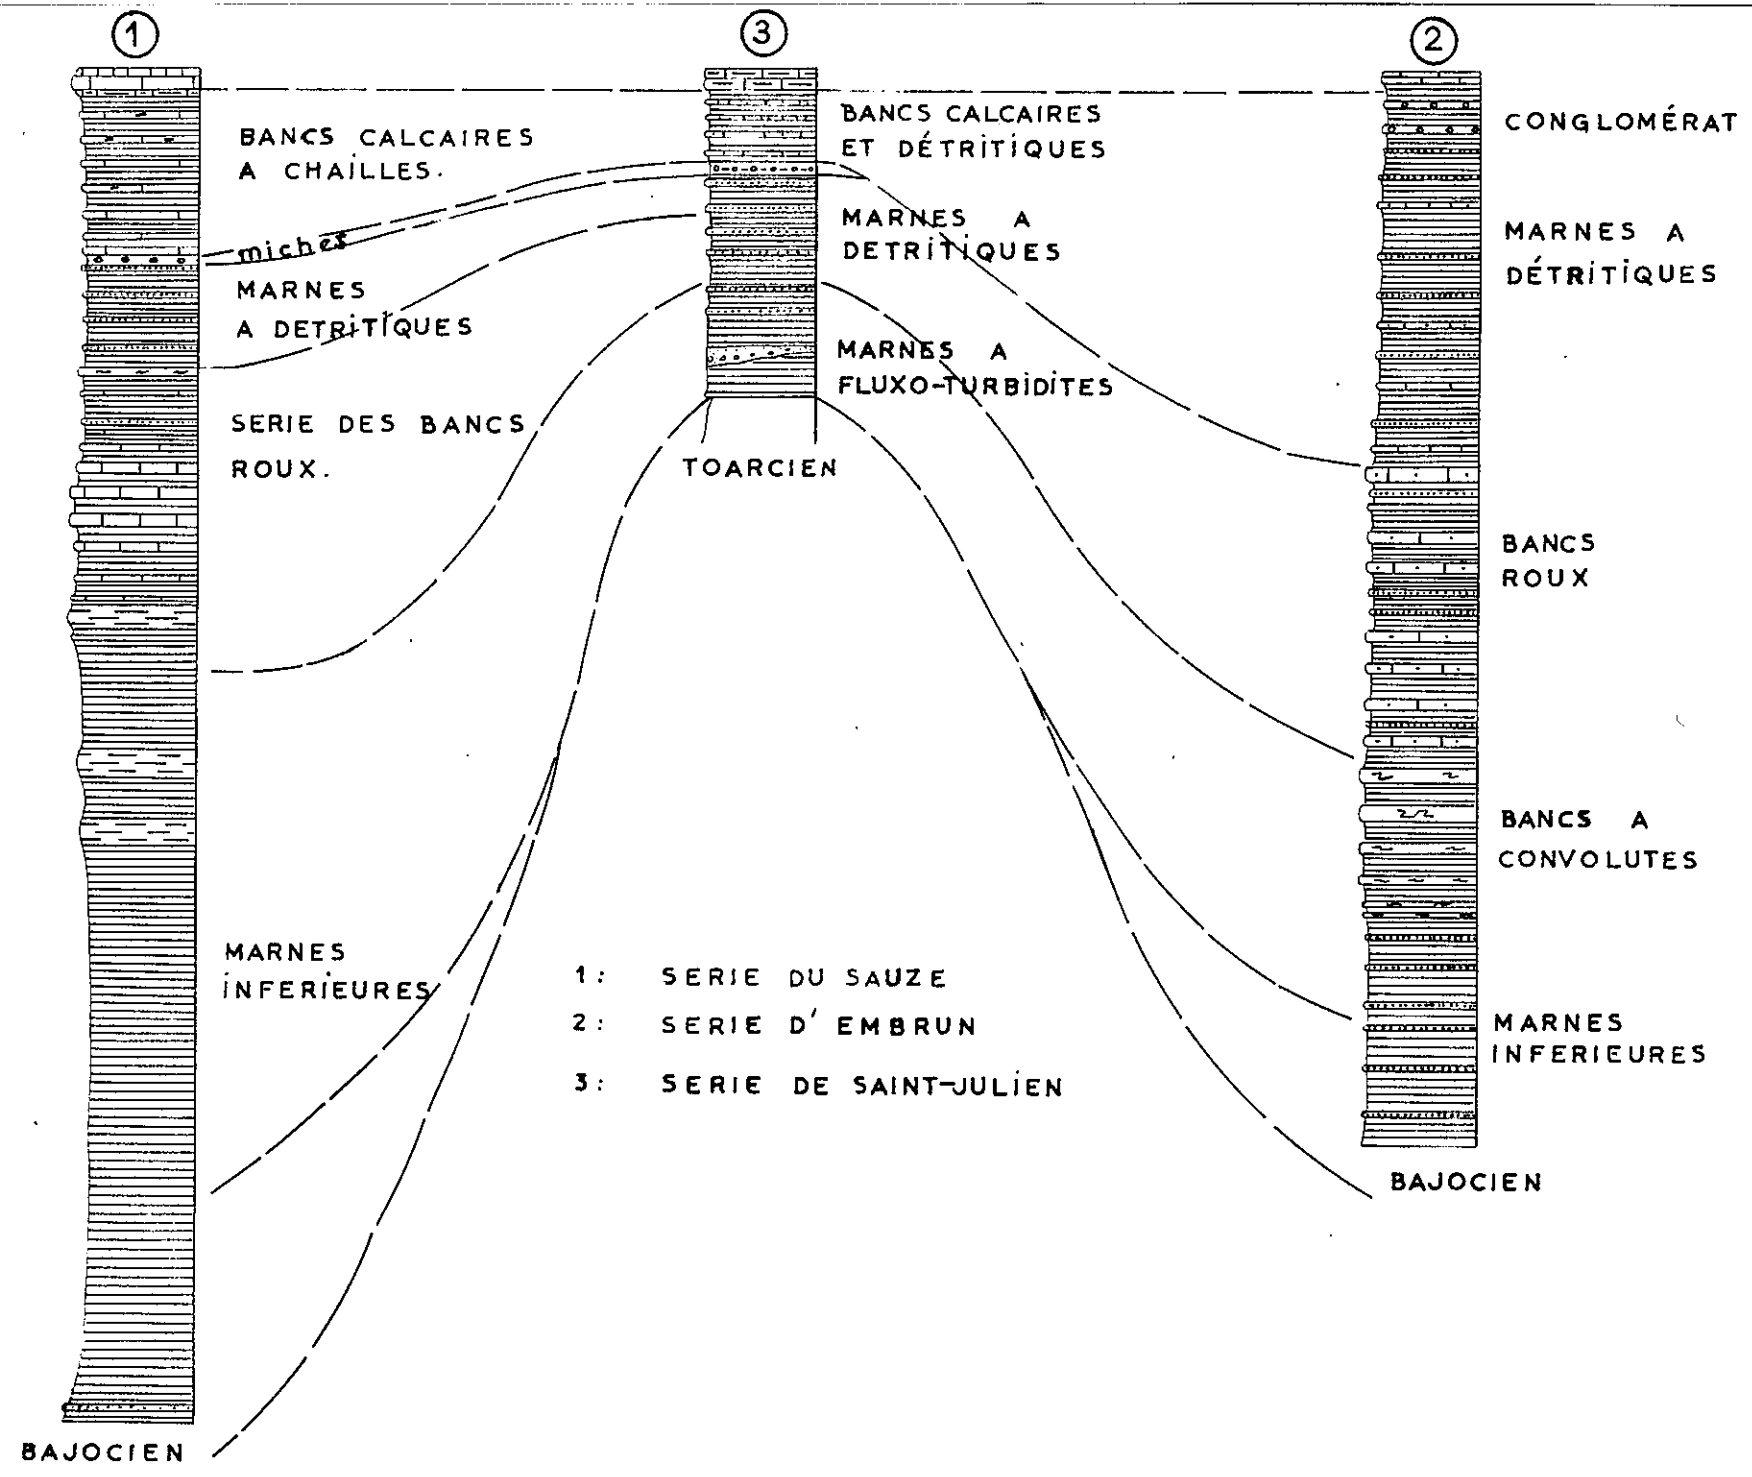 1
3
2
BANCS CALCAIRES
A CHAILLES.
miches
MARNES
A DETRITIQUES
SERIE DES BANCS
ROUX.
MARNES
INFERIEURES
BAJOCIEN
BANCS CALCAIRES
ET DÉTRITIQUES
MARNES A
DETRITIQUES
MARNES A
FLUXO-TURBIDITES
TOARCIEN
CONGLOMÉRAT
MARNES A
DÉTRITIQUES
BANCS
ROUX
BANCS A
CONVOLUTES
MARNES
INFERIEURES
BAJOCIEN
1: SERIE DU SAUZE
2: SERIE D'EMBRUN
3: SERIE DE SAINT-JULIEN